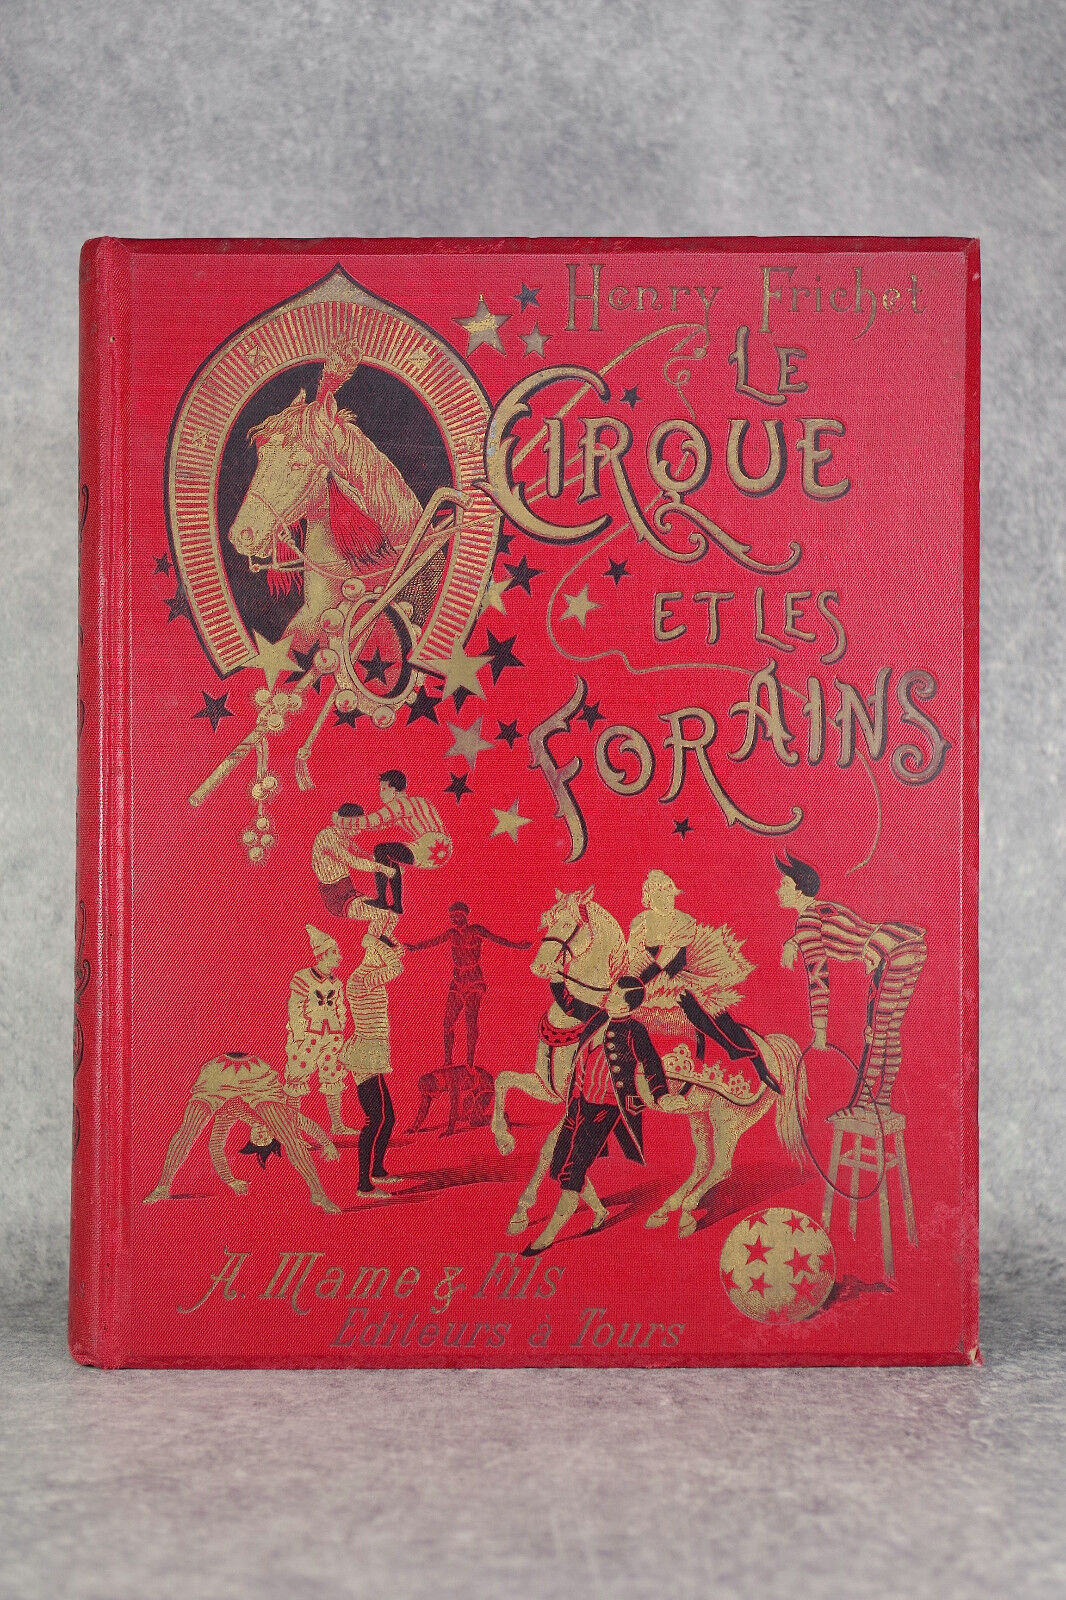 Henry Frichet
LE
CIRQUE
ET LES
FORAINS
A. Mame & Fils
Editeurs à Tours